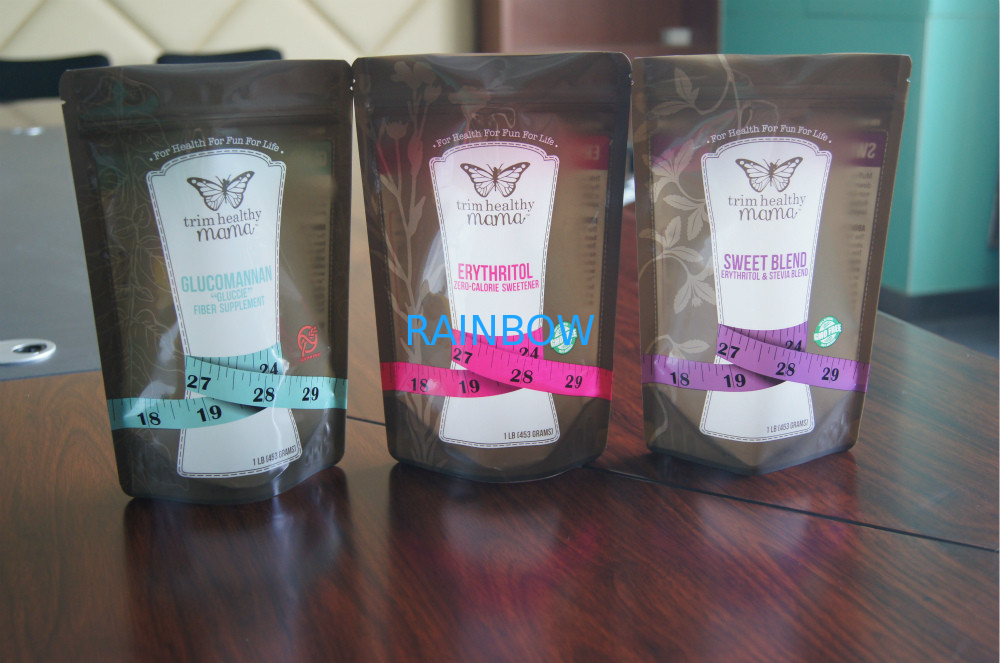 • For Health For Fun For Life •
trim healthy
mama
GLUCOMANNAN
"GLUCCIE"
FIBER SUPPLEMENT
27 24
28 29
18 19
1 LB (453 GRAMS)
• For Health For Fun For Life •
trim healthy
mama
ERYTHRITOL
ZERO-CALORIE SWEETENER
27 24
28 29
18 19
1 LB (453 GRAMS)
• For Health For Fun For Life •
trim healthy
mama
SWEET BLEND
ERYTHRITOL & STEVIA BLEND
GMO FREE
27 24
28 29
18 19
1 LB (453 GRAMS)
RAINBOW